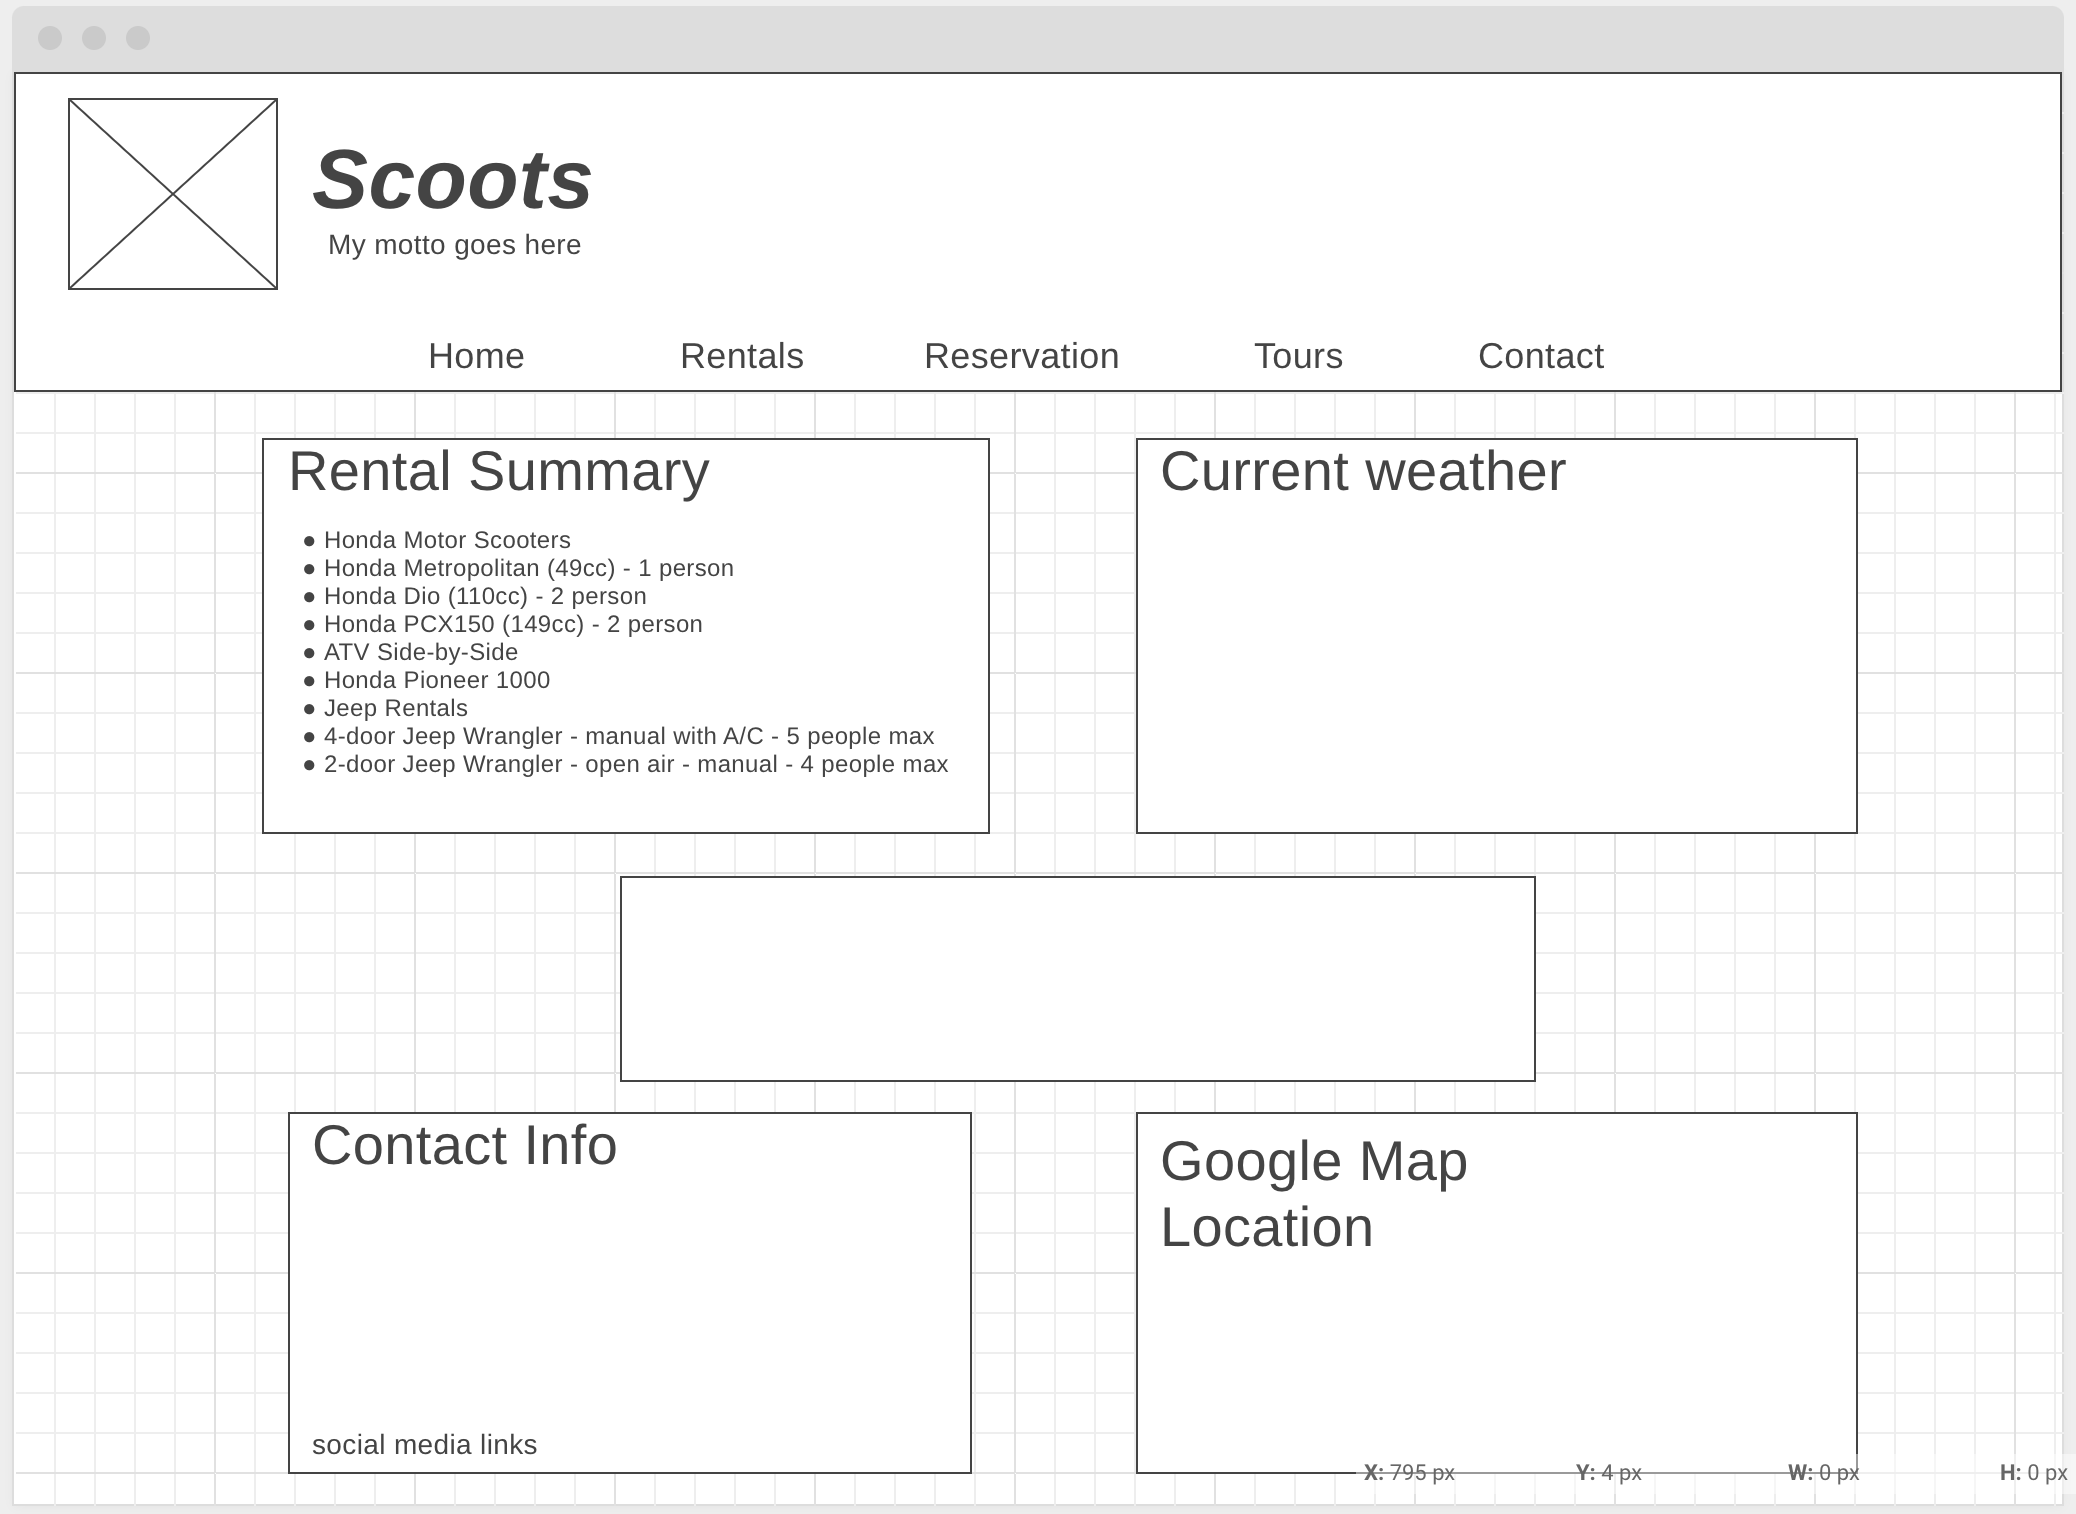 Scoots
My motto goes here
Home Rentals Reservation Tours Contact
Rental Summary
● Honda Motor Scooters
● Honda Metropolitan (49cc) - 1 person
● Honda Dio (110cc) - 2 person
● Honda PCX150 (149cc) - 2 person
● ATV Side-by-Side
● Honda Pioneer 1000
● Jeep Rentals
● 4-door Jeep Wrangler - manual with A/C - 5 people max
● 2-door Jeep Wrangler - open air - manual - 4 people max
Current weather
Contact Info
social media links
Google Map
Location
X: 795 px Y: 4 px W: 0 px H: 0 px